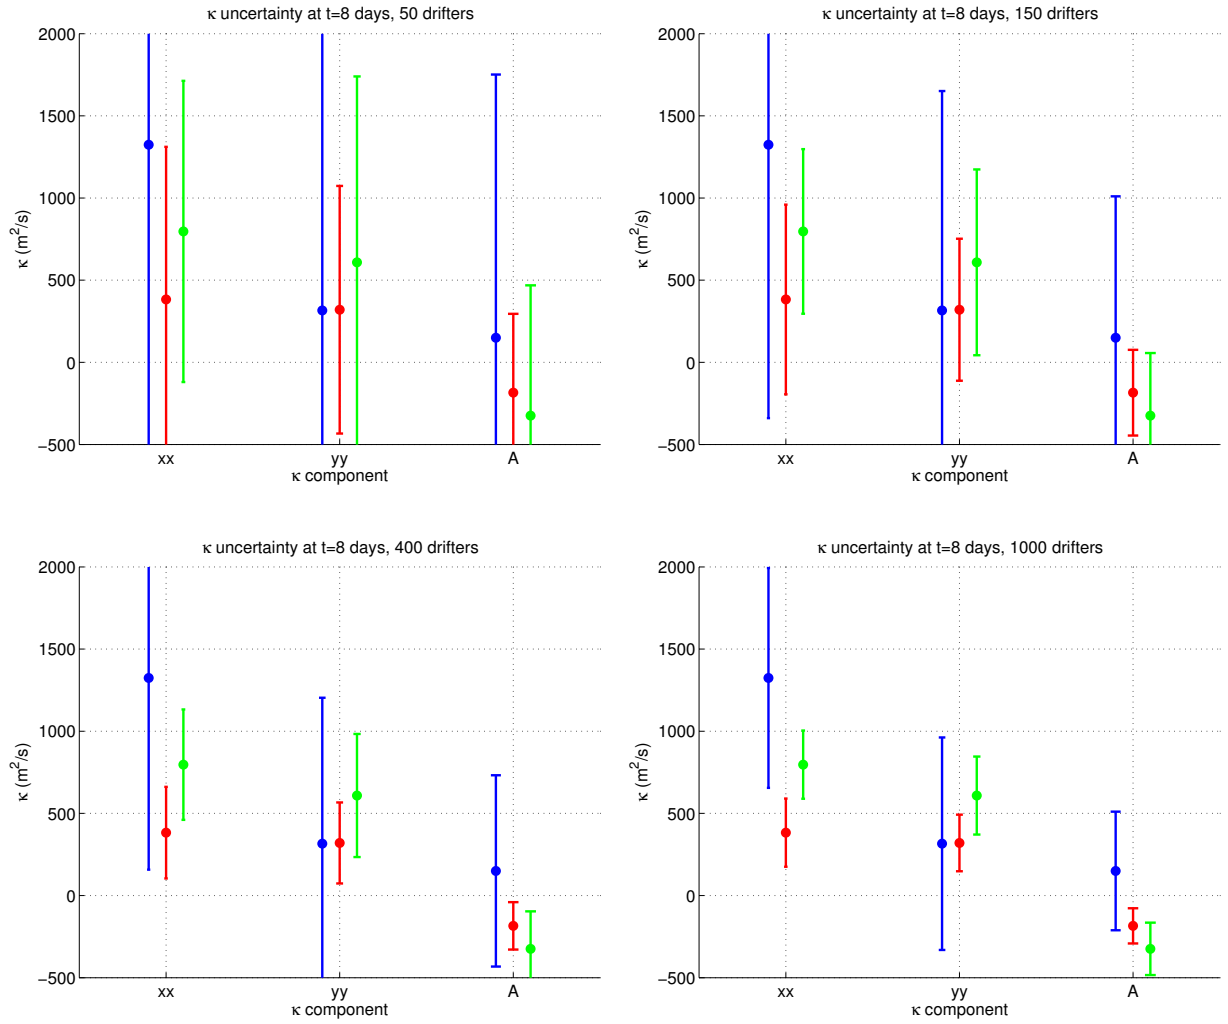 κ uncertainty at t=8 days, 50 drifters
2000
1500
1000
500
0
−500
κ (m²/s)
xx yy A
κ component
κ uncertainty at t=8 days, 150 drifters
2000
1500
1000
500
0
−500
κ (m²/s)
xx yy A
κ component
κ uncertainty at t=8 days, 400 drifters
2000
1500
1000
500
0
−500
κ (m²/s)
xx yy A
κ component
κ uncertainty at t=8 days, 1000 drifters
2000
1500
1000
500
0
−500
κ (m²/s)
xx yy A
κ component